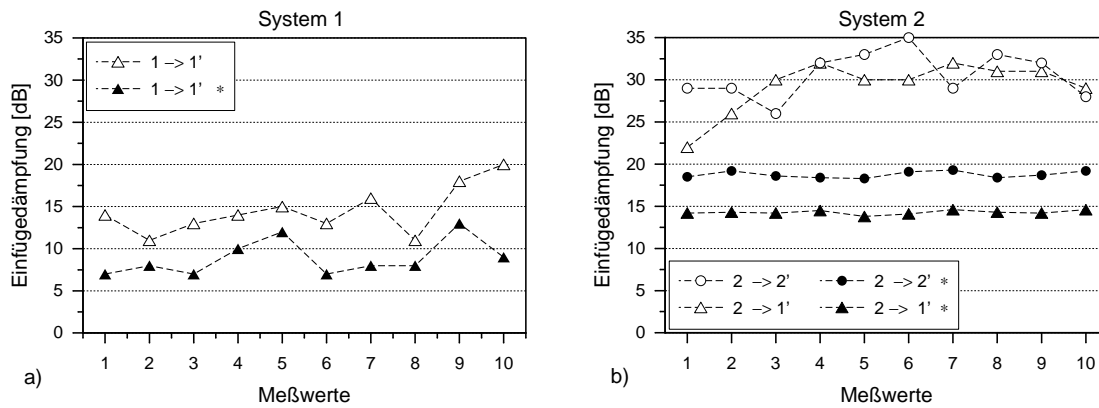 System 1
35
30
25
20
15
10
5
0
Einfügedämpfung [dB]
1 –> 1'
1 –> 1' *
1 2 3 4 5 6 7 8 9 10
Meßwerte
a)
System 2
35
30
25
20
15
10
5
0
Einfügedämpfung [dB]
2 –> 2' 2 –> 2' *
2 –> 1' 2 –> 1' *
1 2 3 4 5 6 7 8 9 10
Meßwerte
b)